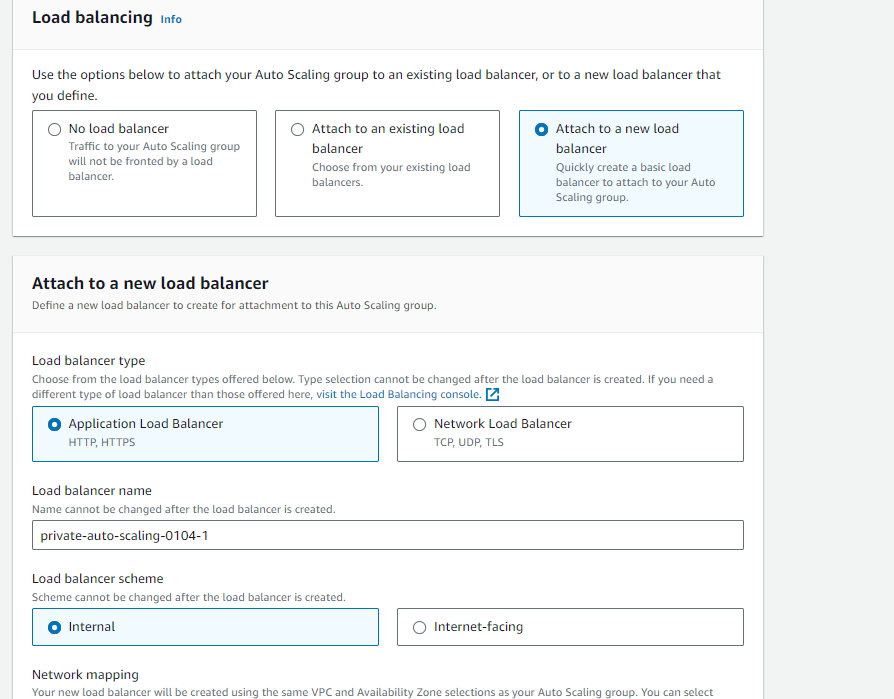 Load balancing Info
Use the options below to attach your Auto Scaling group to an existing load balancer, or to a new load balancer that
you define.
No load balancer
Traffic to your Auto Scaling group
will not be fronted by a load
balancer.
Attach to an existing load
balancer
Choose from your existing load
balancers.
Attach to a new load
balancer
Quickly create a basic load
balancer to attach to your Auto
Scaling group.
Attach to a new load balancer
Define a new load balancer to create for attachment to this Auto Scaling group.
Load balancer type
Choose from the load balancer types offered below. Type selection cannot be changed after the load balancer is created. If you need a
different type of load balancer than those offered here, visit the Load Balancing console.
Application Load Balancer
HTTP, HTTPS
Network Load Balancer
TCP, UDP, TLS
Load balancer name
Name cannot be changed after the load balancer is created.
private-auto-scaling-0104-1
Load balancer scheme
Scheme cannot be changed after the load balancer is created.
Internal
Internet-facing
Network mapping
Your new load balancer will be created using the same VPC and Availability Zone selections as your Auto Scaling group. You can select